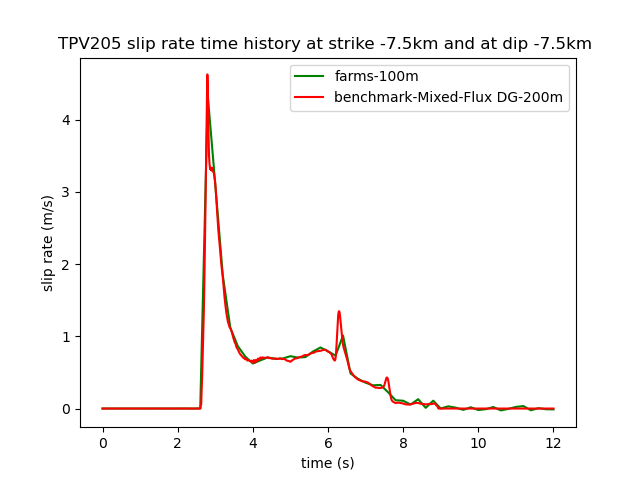 TPV205 slip rate time history at strike -7.5km and at dip -7.5km
farms-100m
benchmark-Mixed-Flux DG-200m
slip rate (m/s)
4
3
2
1
0
0 2 4 6 8 10 12
time (s)